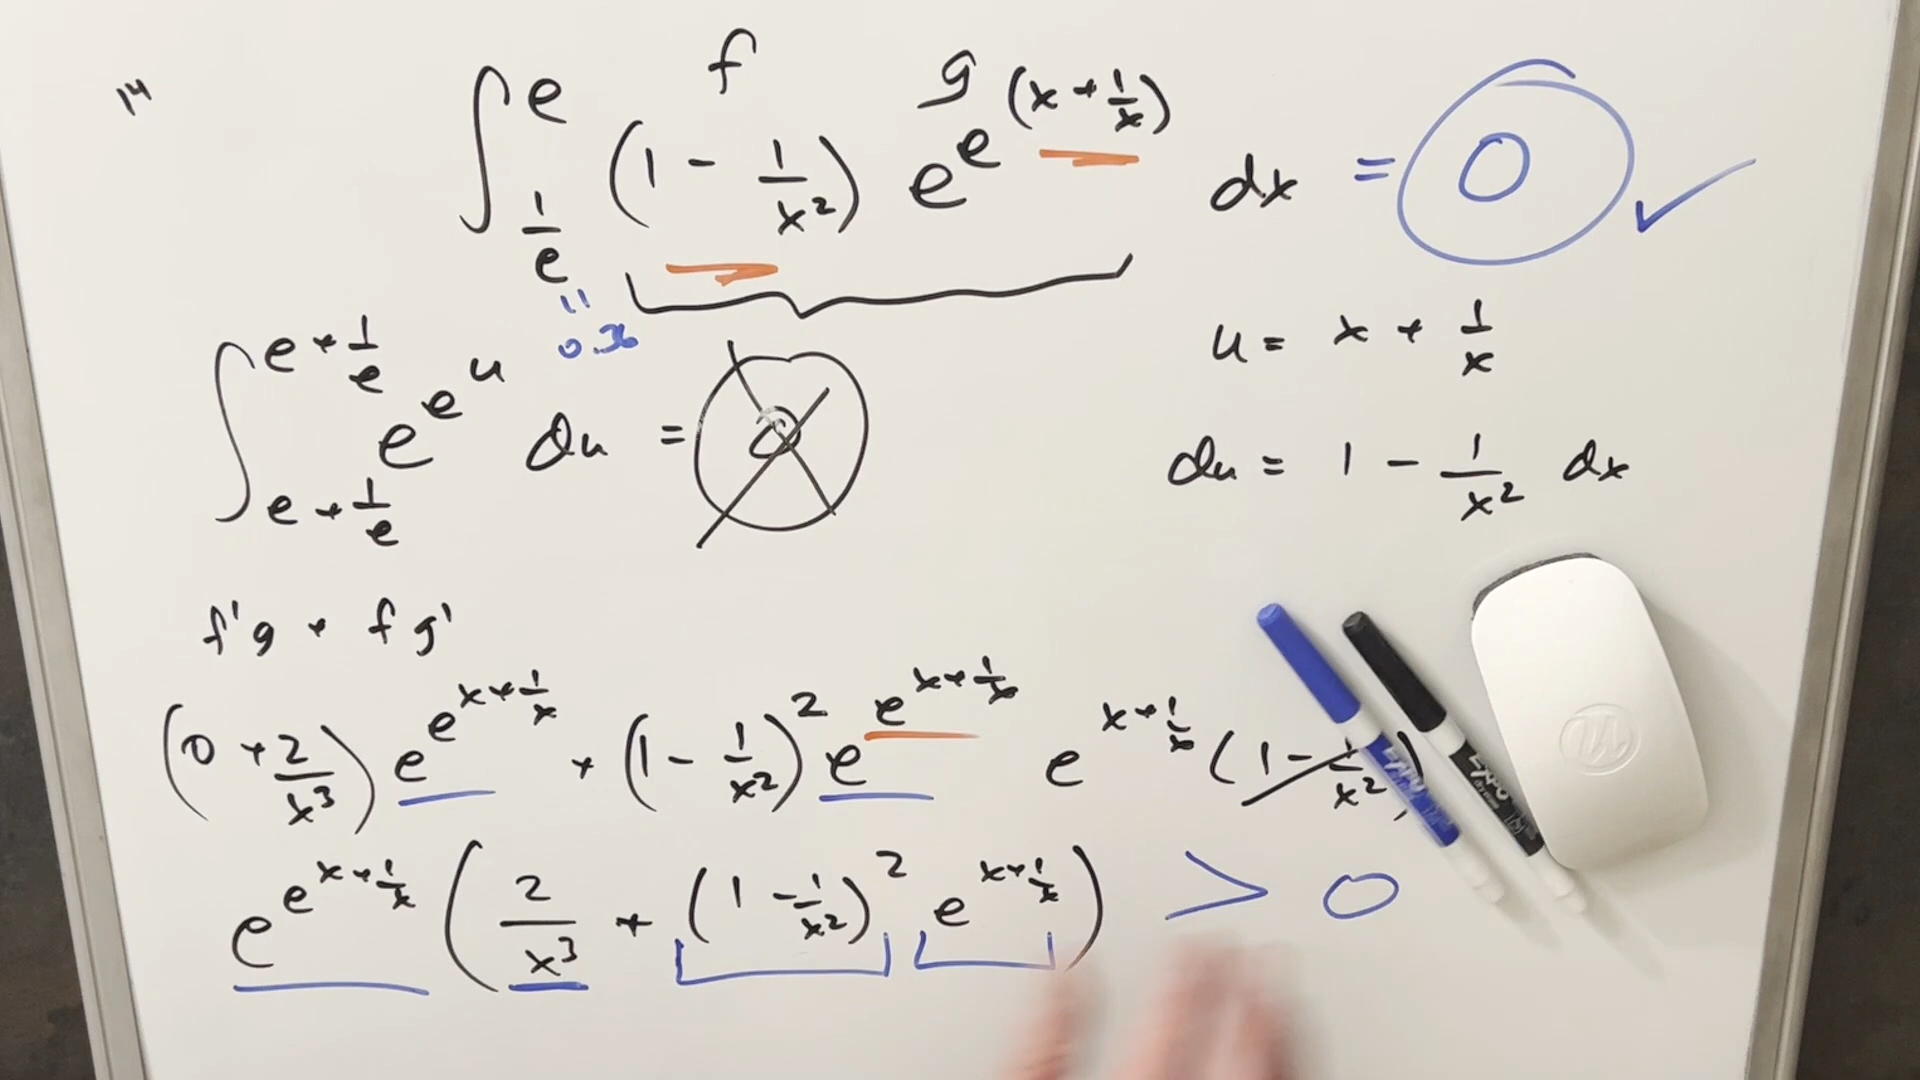 14
f g
∫_{1/e}^{e} (1 - 1/x²) e^{e^{(x + 1/x)}} dx = 0 ✓
॥
0.36
∫_{e + 1/e}^{e + 1/e} e^{e^{u}} du = 0
u = x + 1/x
du = 1 - 1/x² dx
f'g + fg'
(0 + 2/x³) e^{e^{x + 1/x}} + (1 - 1/x²)² e^{e^{x + 1/x}} e^{x + 1/x} (1 - 1/x²)
e^{e^{x + 1/x}} (2/x³ + (1 - 1/x²)² e^{x + 1/x}) > 0
EXPO
EXPO